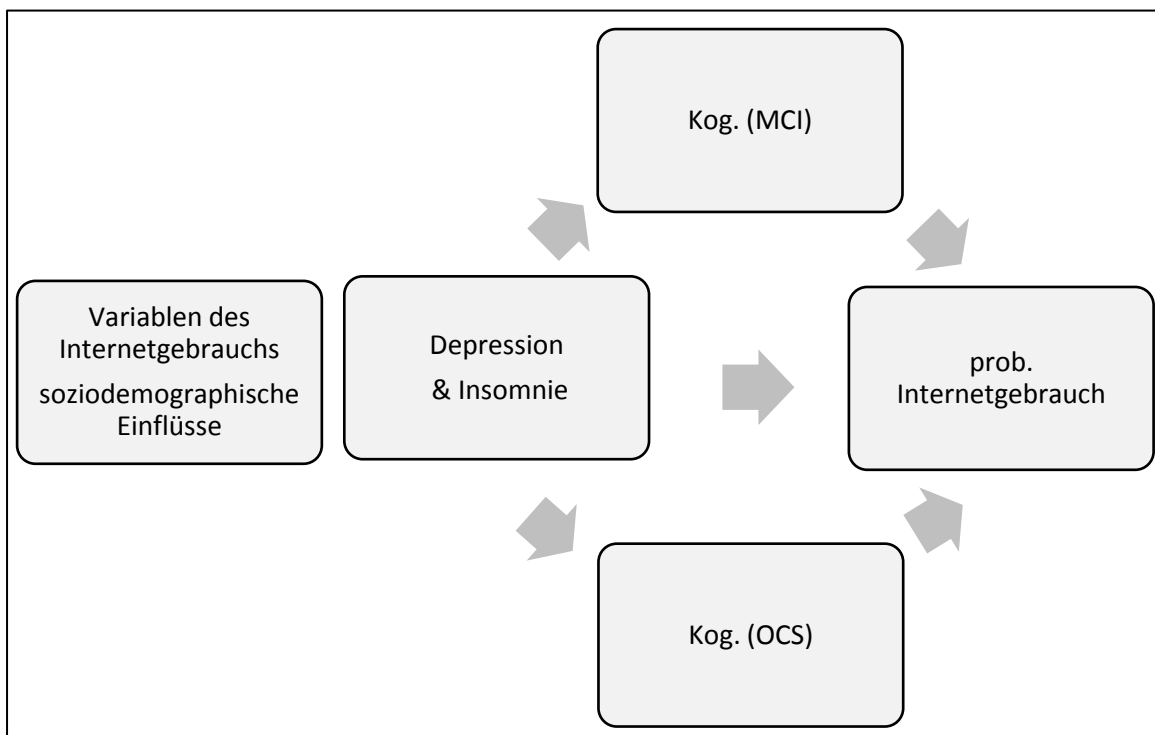 Kog. (MCI)
Variablen des
Internetgebrauchs
soziodemographische
Einflüsse
Depression
& Insomnie
prob.
Internetgebrauch
Kog. (OCS)